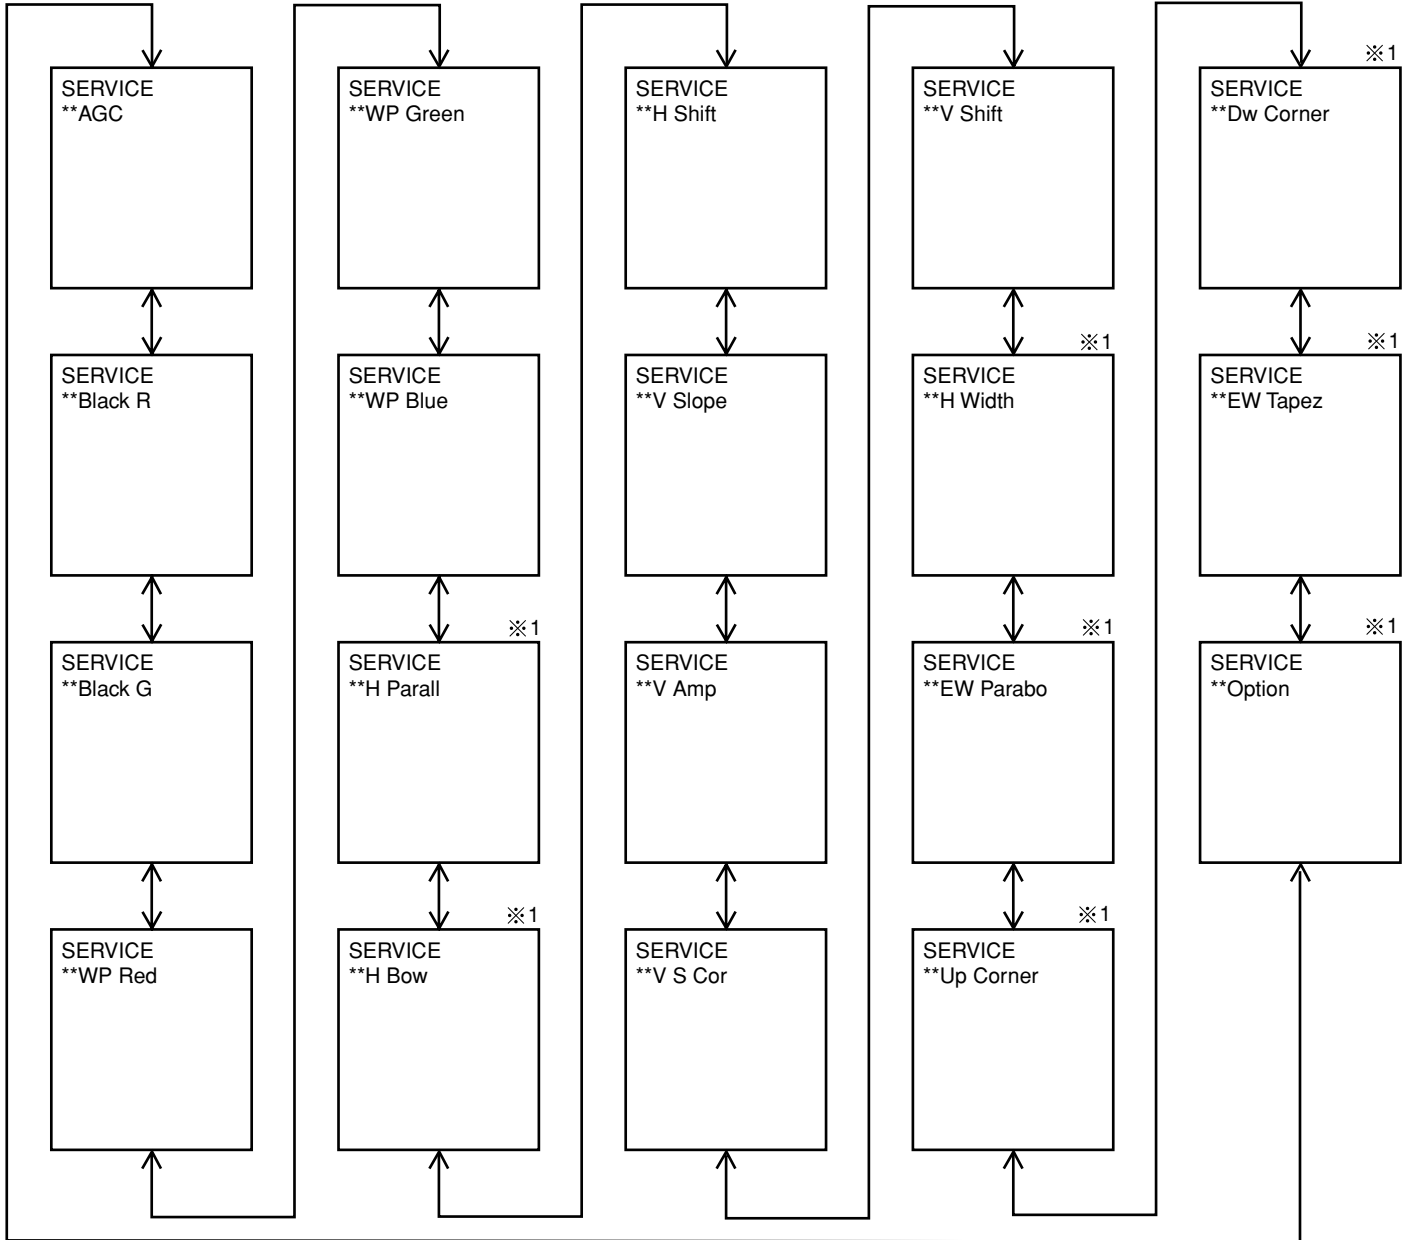 SERVICE
**AGC
SERVICE
**Black R
SERVICE
**Black G
SERVICE
**WP Red
SERVICE
**WP Green
SERVICE
**WP Blue
※1
SERVICE
**H Parall
※1
SERVICE
**H Bow
SERVICE
**H Shift
SERVICE
**V Slope
SERVICE
**V Amp
SERVICE
**V S Cor
SERVICE
**V Shift
※1
SERVICE
**H Width
※1
SERVICE
**EW Parabo
※1
SERVICE
**Up Corner
※1
SERVICE
**Dw Corner
※1
SERVICE
**EW Tapez
※1
SERVICE
**Option